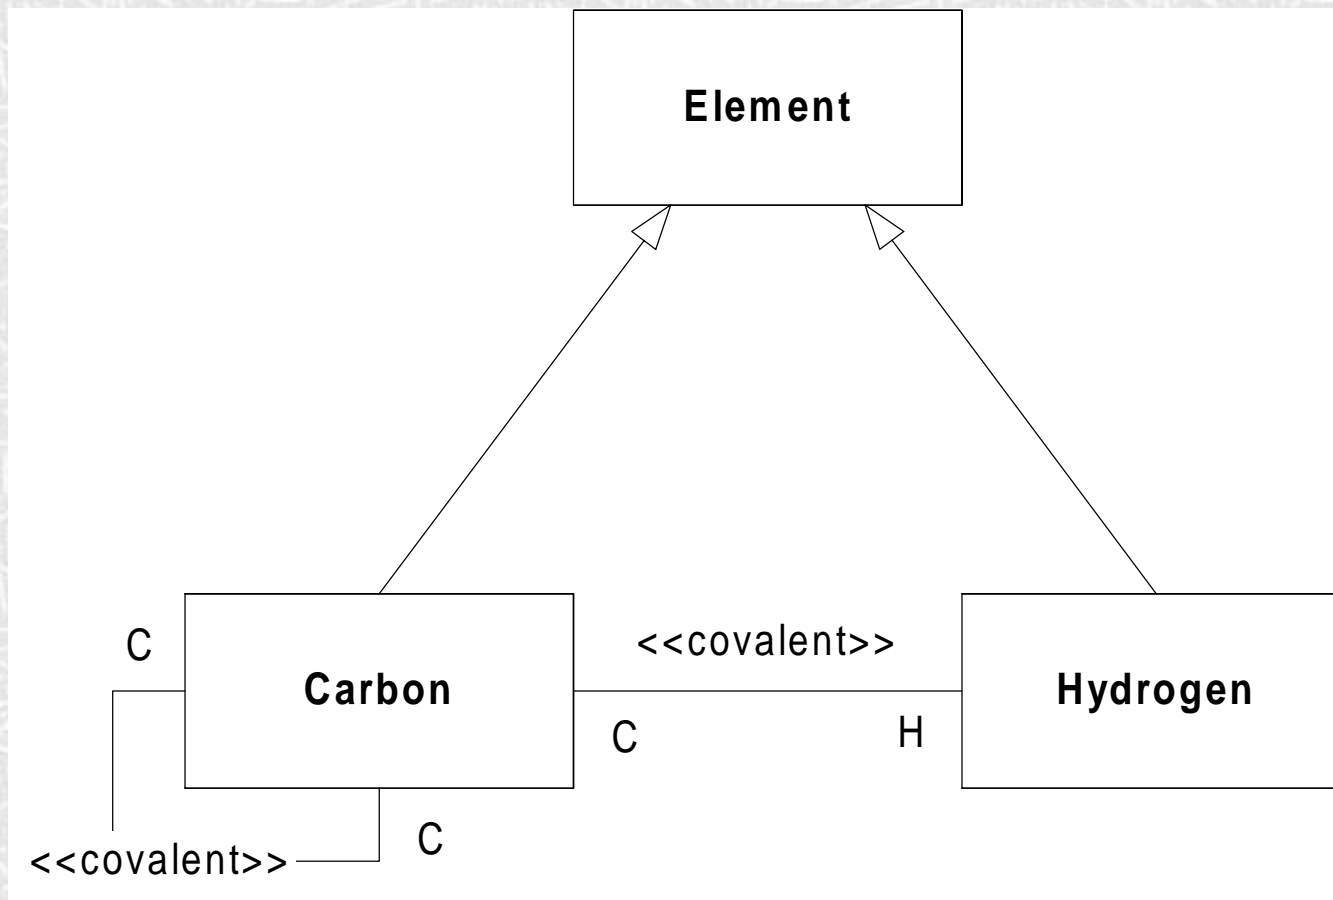 Element
<<covalent>>
C
Carbon
Hydrogen
C
H
C
<<covalent>>